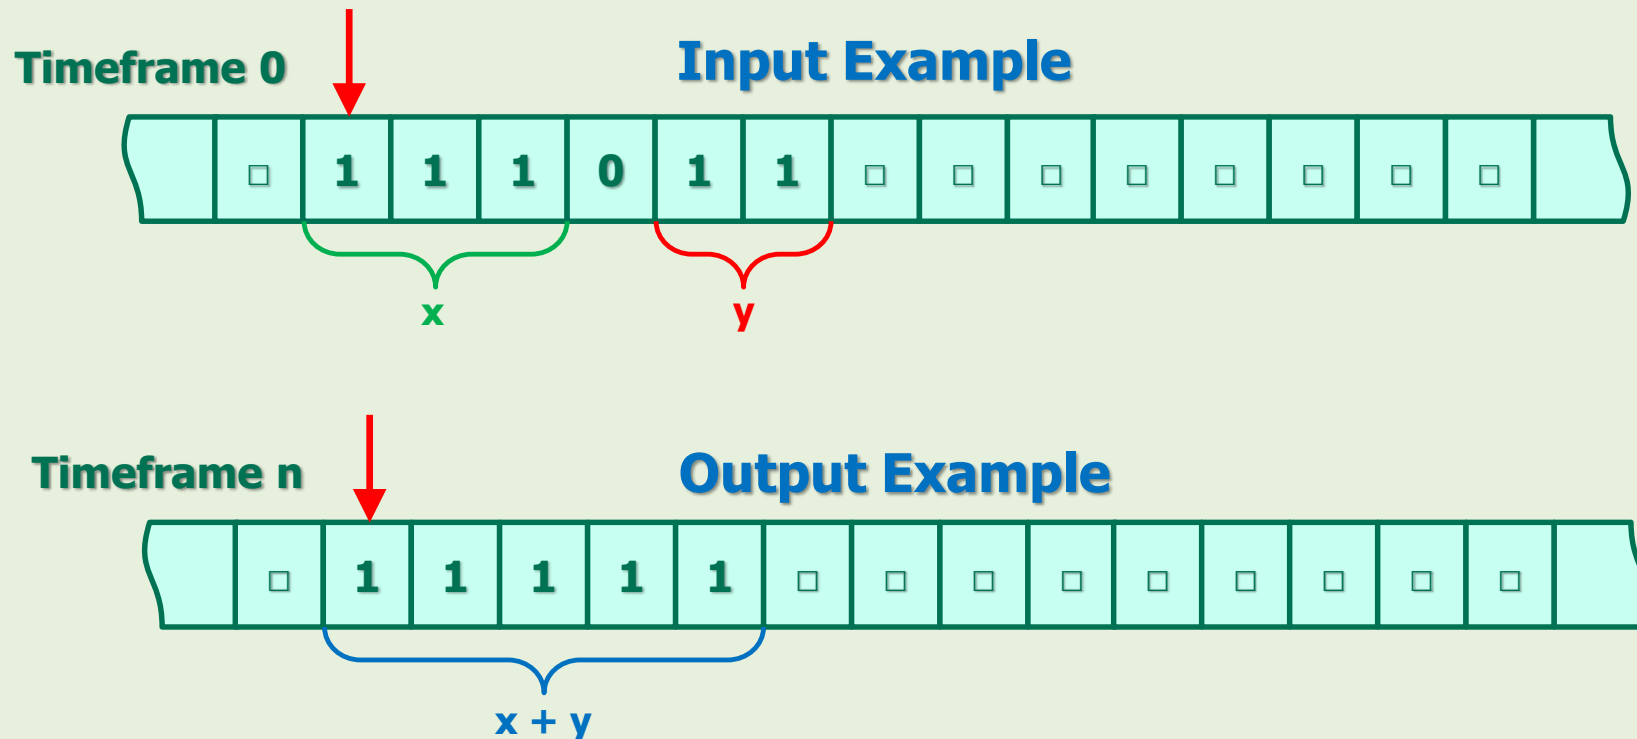 Timeframe 0
Input Example
□ 1 1 1 0 1 1 □ □ □ □ □ □ □ □
x y
Timeframe n
Output Example
□ 1 1 1 1 1 □ □ □ □ □ □ □ □ □
x + y